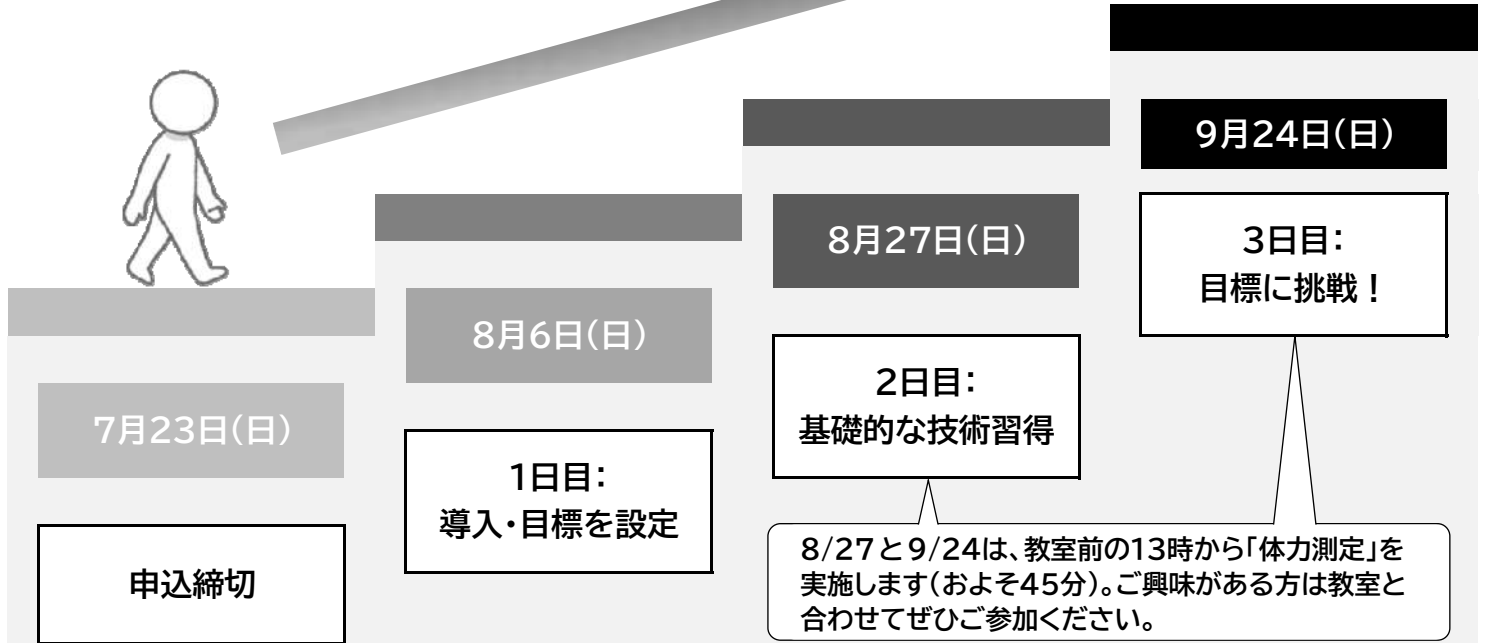 7月23日(日)
申込締切
8月6日(日)
1日目:
導入・目標を設定
8月27日(日)
2日目:
基礎的な技術習得
9月24日(日)
3日目:
目標に挑戦！
8/27と9/24は、教室前の13時から「体力測定」を
実施します(およそ45分)。ご興味がある方は教室と
合わせてぜひご参加ください。